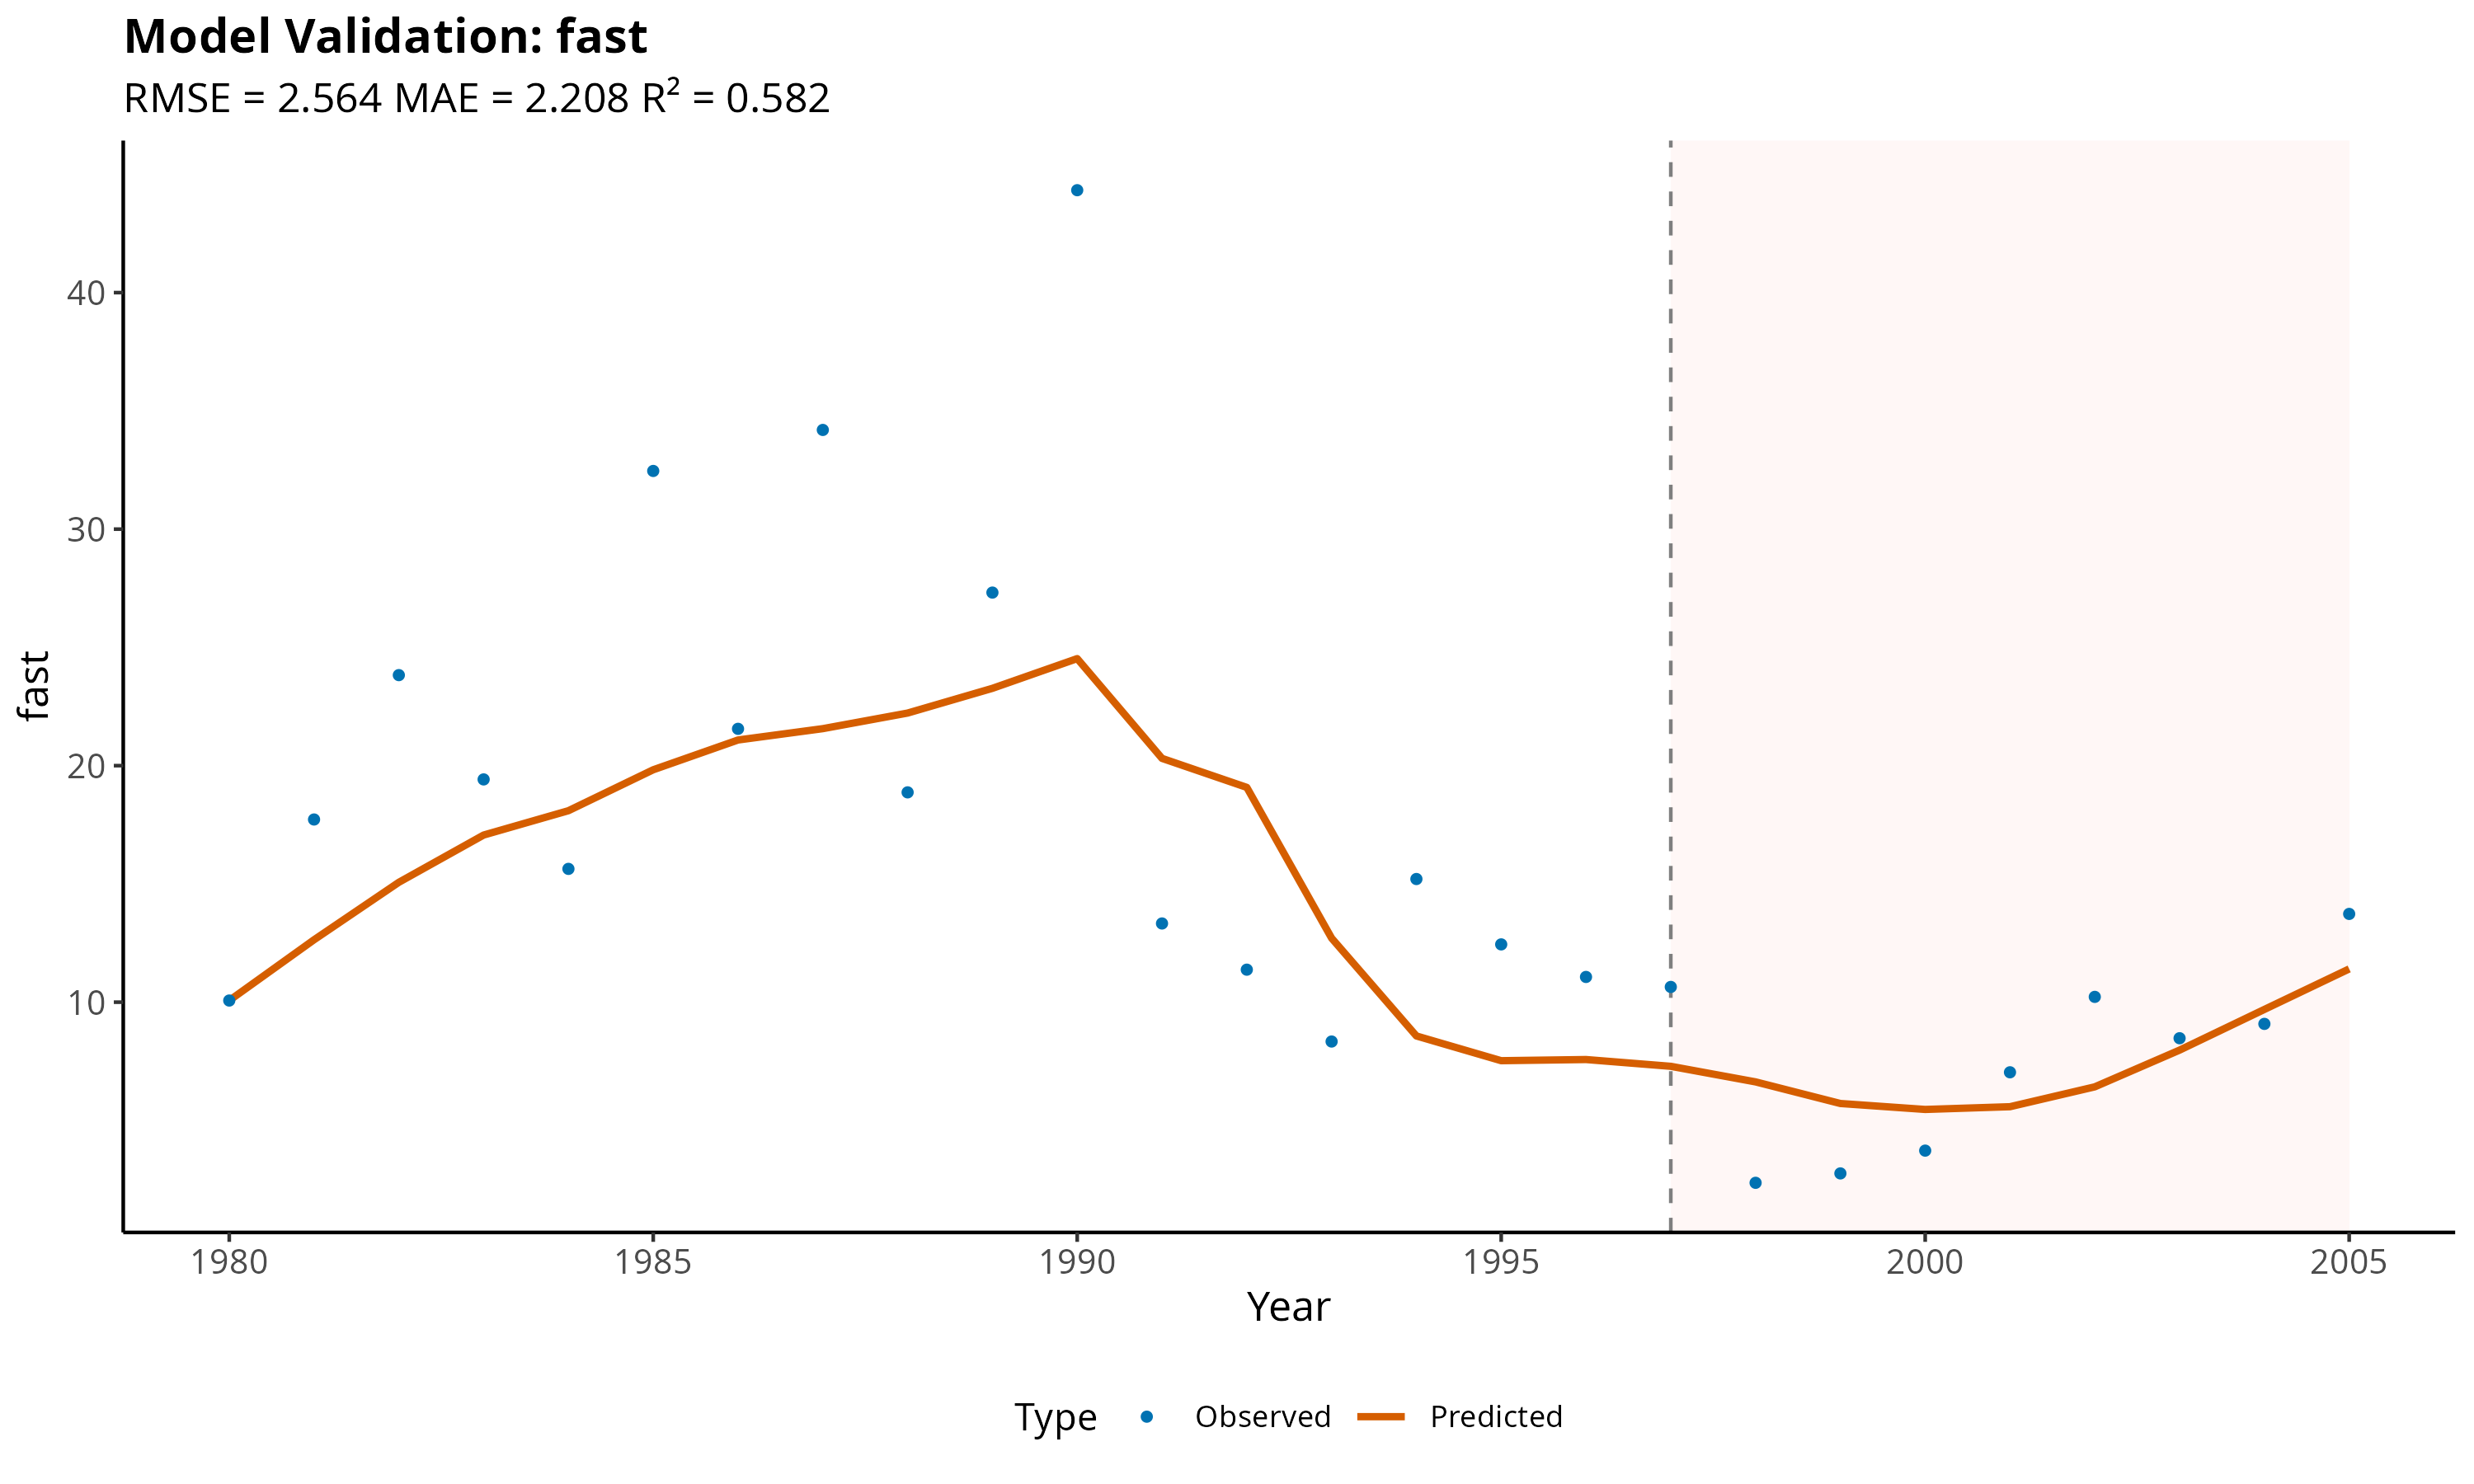 Model Validation: fast
RMSE = 2.564 MAE = 2.208 R² = 0.582
40
30
20
10
fast
1980 1985 1990 1995 2000 2005
Year
Type Observed Predicted